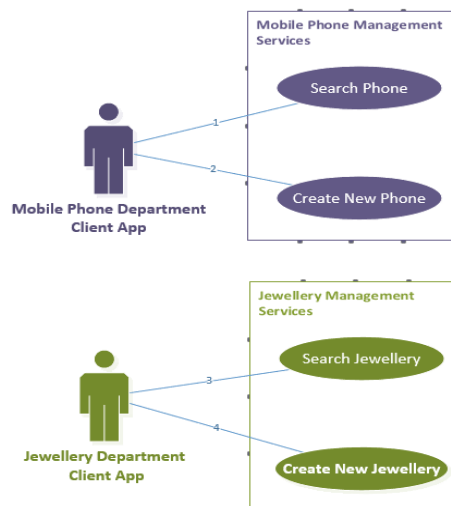 Mobile Phone Management
Services
Search Phone
1
2
Create New Phone
Mobile Phone Department
Client App
Jewellery Management
Services
Search Jewellery
3
4
Jewellery Department
Client App
Create New Jewellery